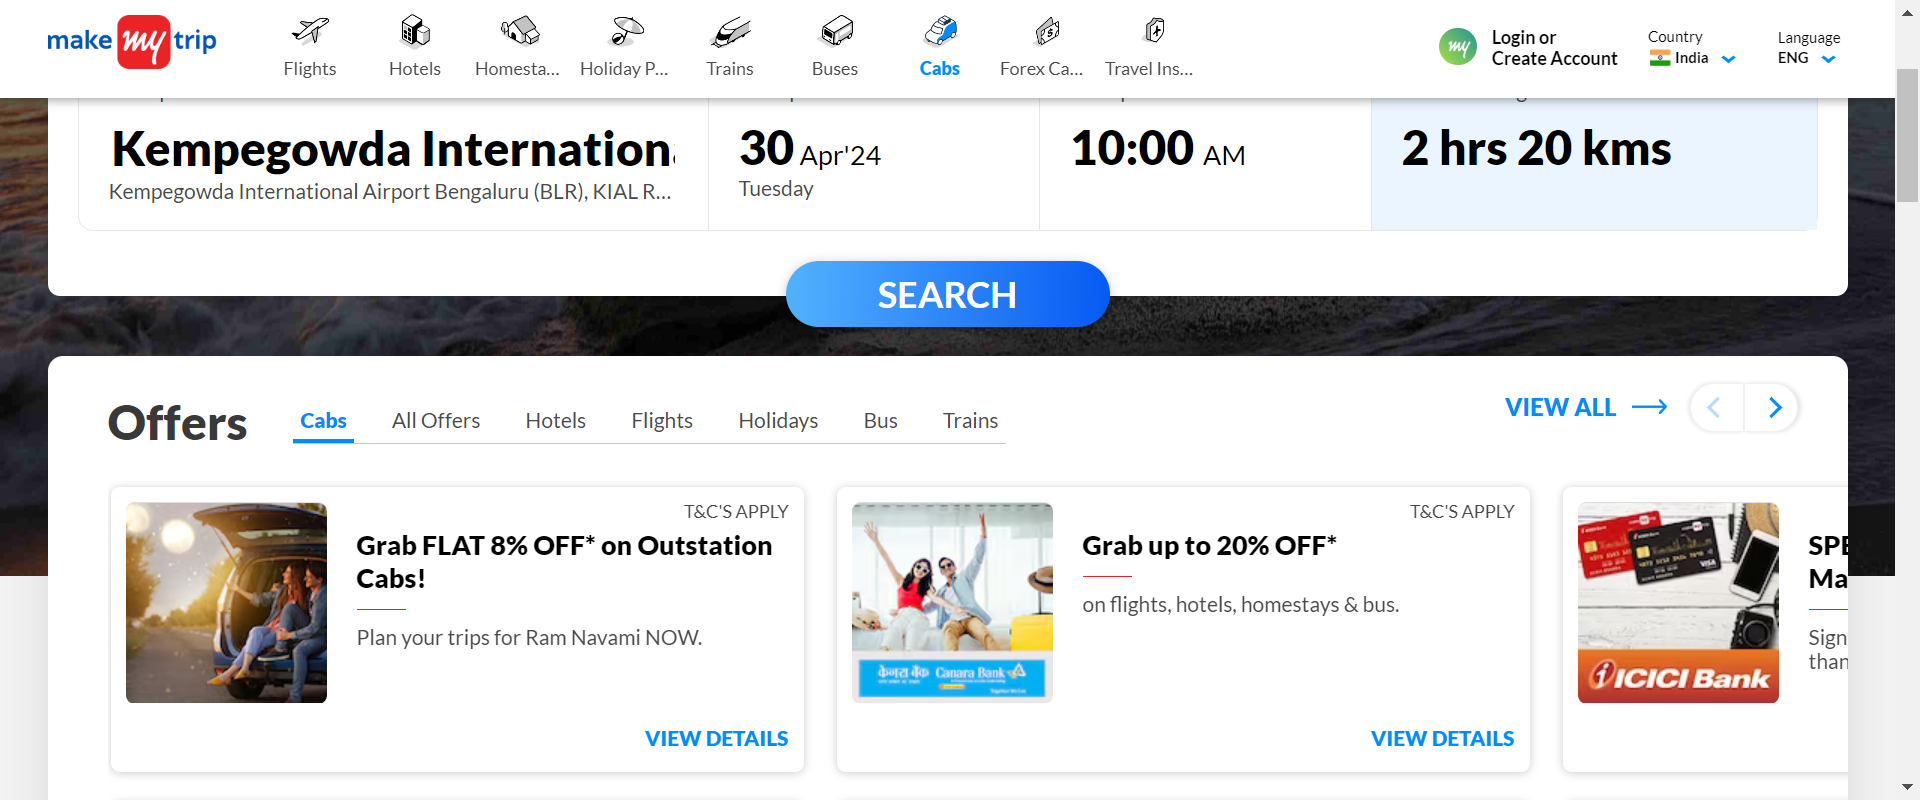 make my trip
Flights
Hotels
Homesta...
Holiday P...
Trains
Buses
Cabs
Forex Ca...
Travel Ins...
my
Login or
Create Account
Country
India
Language
ENG
Kempegowda Internation
30 Apr'24
10:00 AM
2 hrs 20 kms
Kempegowda International Airport Bengaluru (BLR), KIAL R...
Tuesday
SEARCH
Offers
Cabs
All Offers
Hotels
Flights
Holidays
Bus
Trains
VIEW ALL
T&C'S APPLY
Grab FLAT 8% OFF* on Outstation
Cabs!
Plan your trips for Ram Navami NOW.
VIEW DETAILS
T&C'S APPLY
Grab up to 20% OFF*
on flights, hotels, homestays & bus.
केनरा बैंक Canara Bank
VIEW DETAILS
ICICI Bank
VISA
SPE
Ma
Sign
than